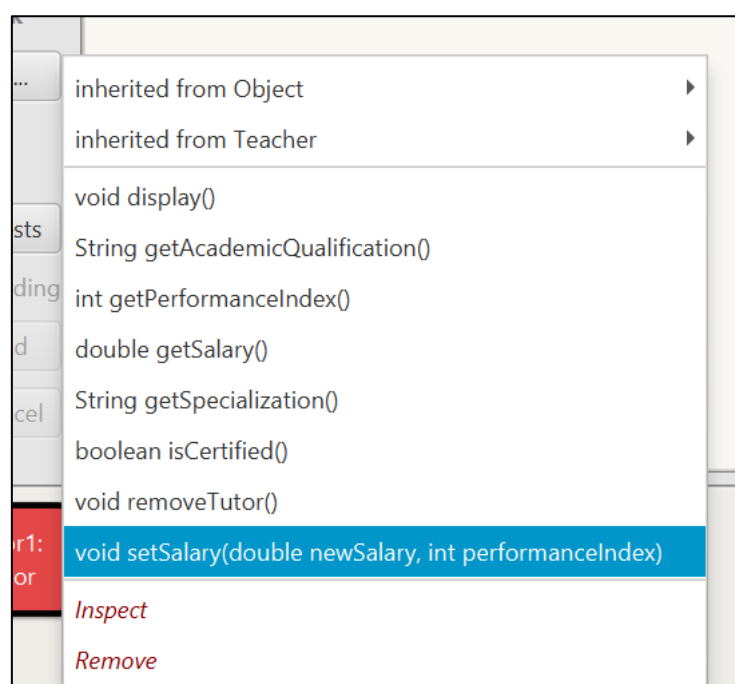 ...
inherited from Object
inherited from Teacher
void display()
sts
String getAcademicQualification()
ding
int getPerformanceIndex()
d
double getSalary()
String getSpecialization()
cel
boolean isCertified()
void removeTutor()
r1:
void setSalary(double newSalary, int performanceIndex)
or
Inspect
Remove